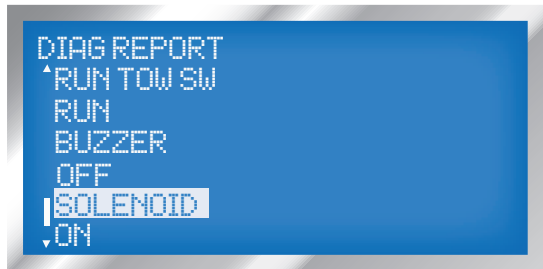 DIAG REPORT
RUN TOW SW
RUN
BUZZER
OFF
SOLENOID
ON